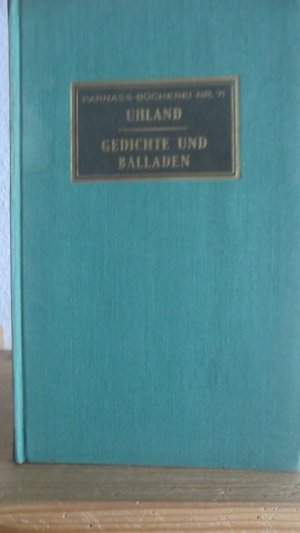 PARNASS-BÜCHEREI NR. 71
UHLAND
GEDICHTE UND
BALLADEN